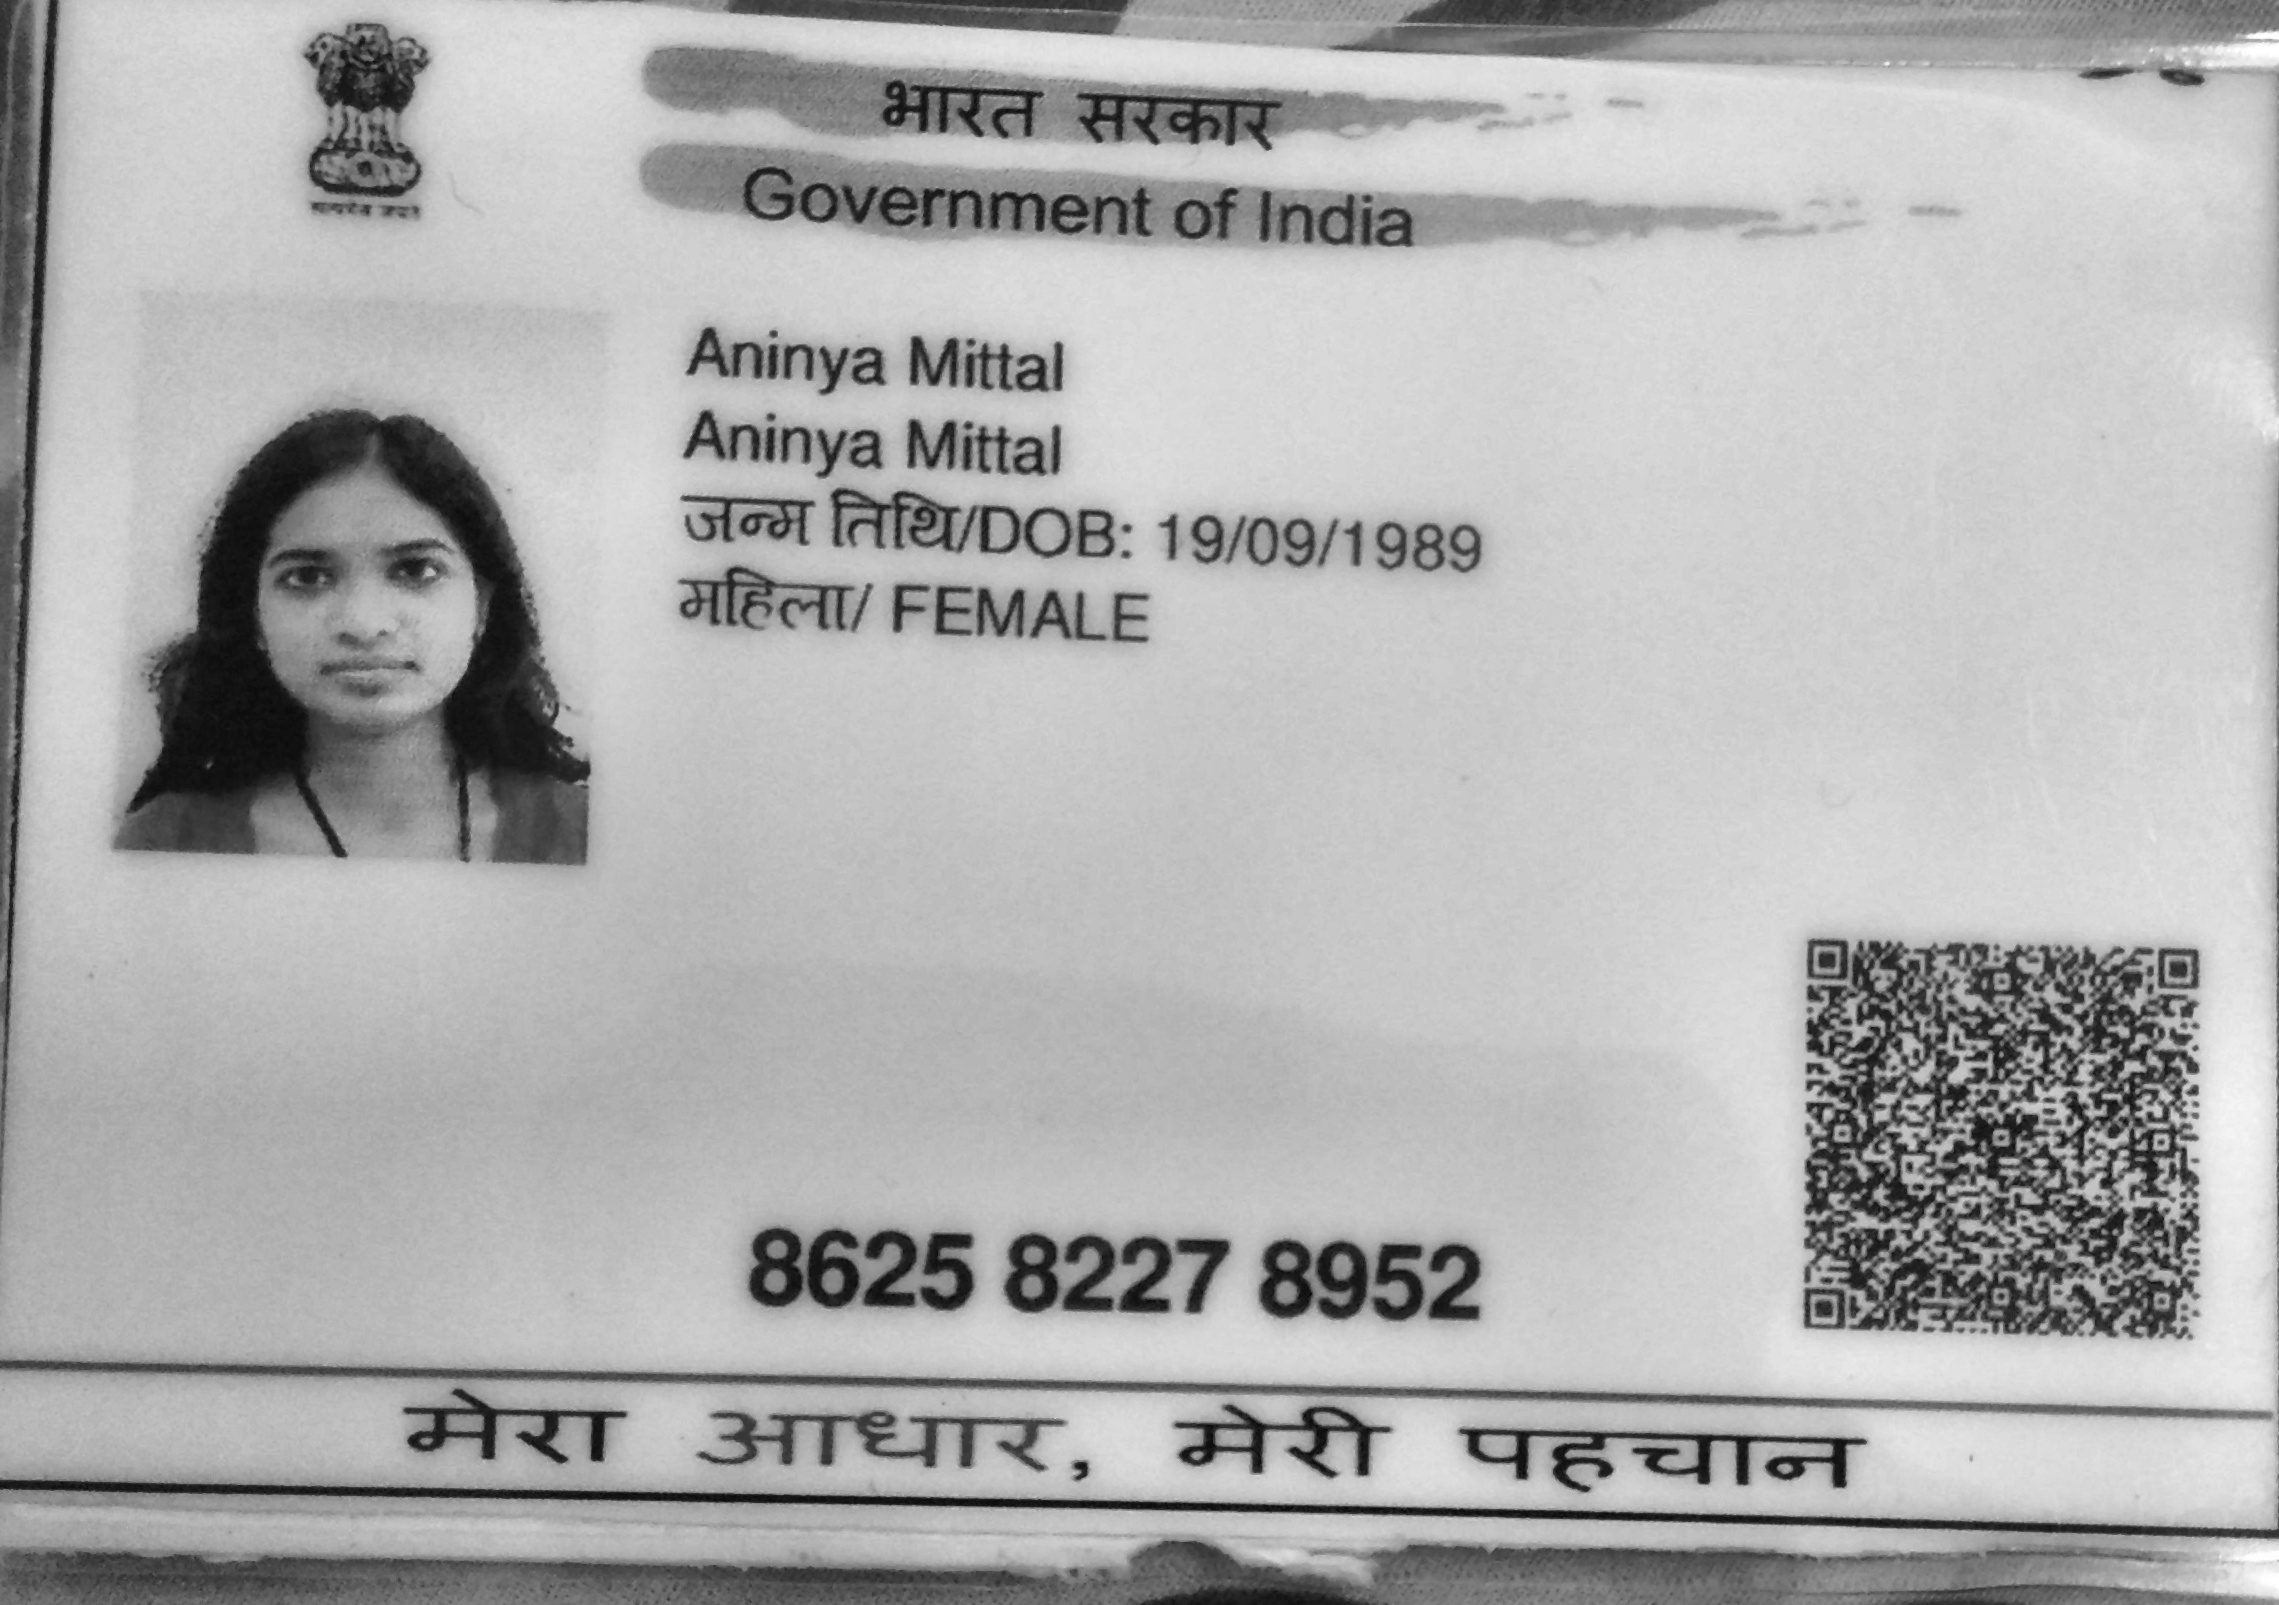 सत्यमेव जयते
भारत सरकार
Government of India
Aninya Mittal
Aninya Mittal
जन्म तिथि/DOB: 19/09/1989
महिला/ FEMALE
8625 8227 8952
मेरा आधार, मेरी पहचान